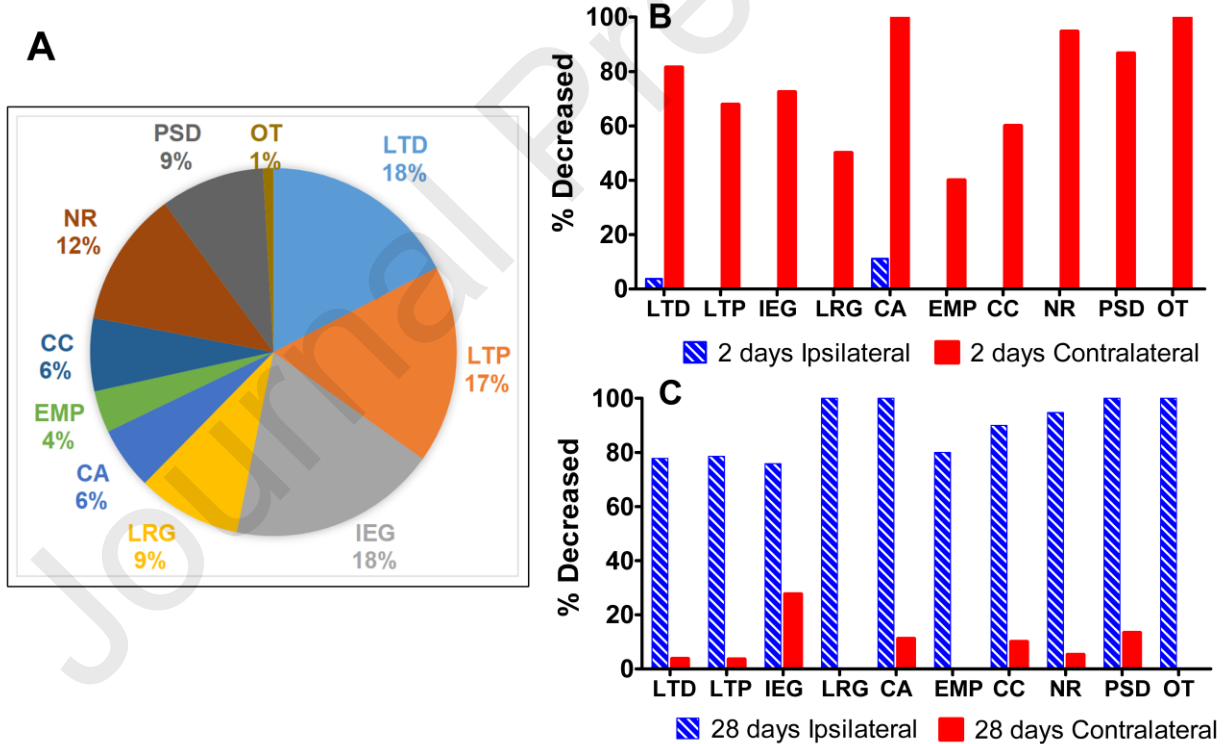 A
PSD
9%
OT
1%
LTD
18%
NR
12%
LTP
17%
CC
6%
EMP
4%
CA
6%
LRG
9%
IEG
18%
B
% Decreased
100
80
60
40
20
0
LTD LTP IEG LRG CA EMP CC NR PSD OT
2 days Ipsilateral 2 days Contralateral
C
% Decreased
100
80
60
40
20
0
LTD LTP IEG LRG CA EMP CC NR PSD OT
28 days Ipsilateral 28 days Contralateral
Journal Pre